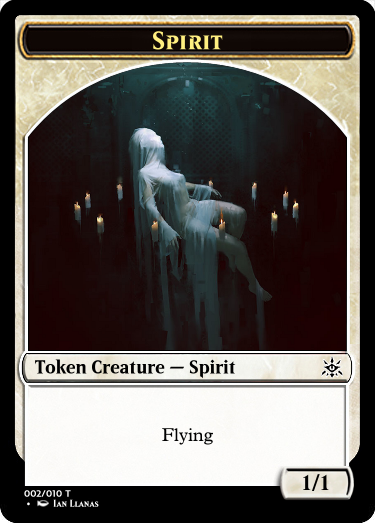 Spirit
Token Creature — Spirit
Flying
1/1
002/010 T
• Ian Llanas